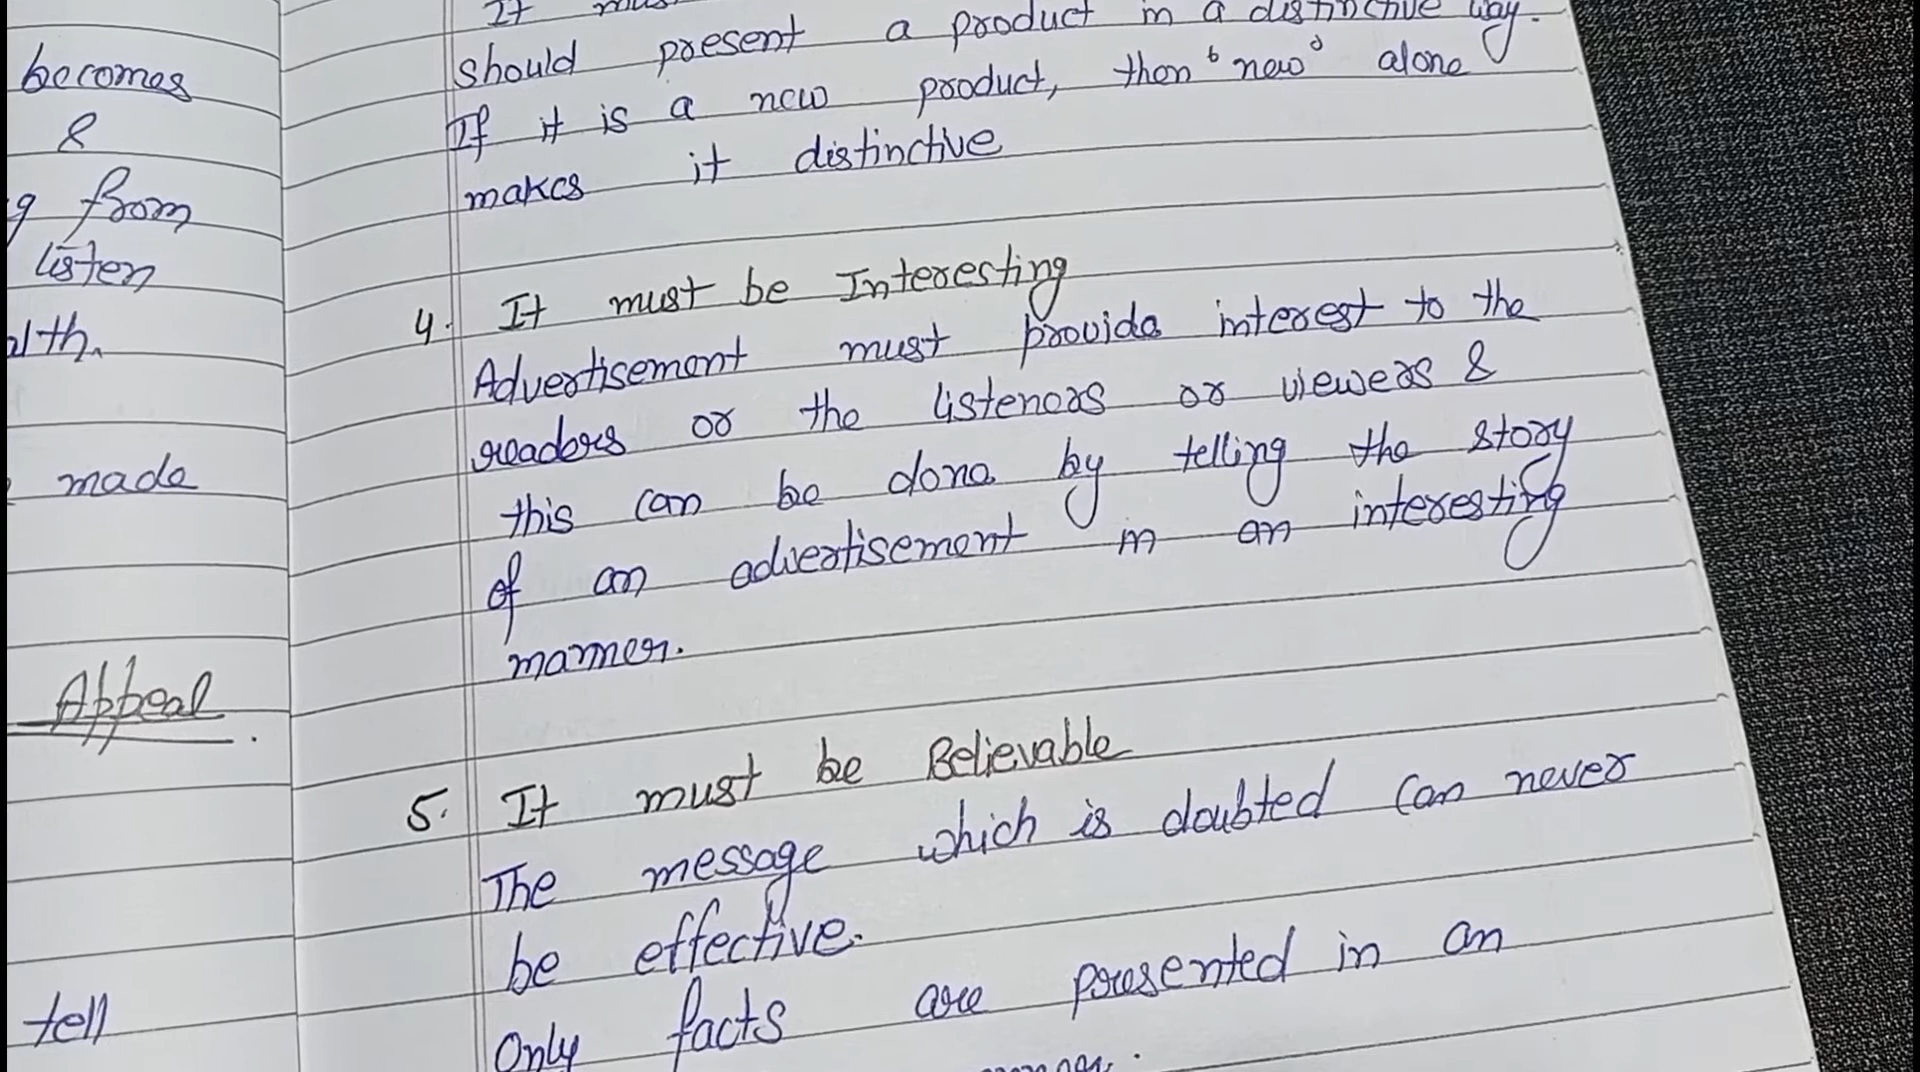 becomes
&
from
listen
made
Appeal
tell
It
should present a product in a distinctive way.
If it is a new product, then 'new' alone
makes it distinctive
4. It must be Interesting
Advertisement must provide interest to the
readers or the listeners or viewers &
this can be done by telling the story
of an advertisement in an interesting
manner.
5. It must be Believable
The message which is doubted can never
be effective.
Only facts are presented in an